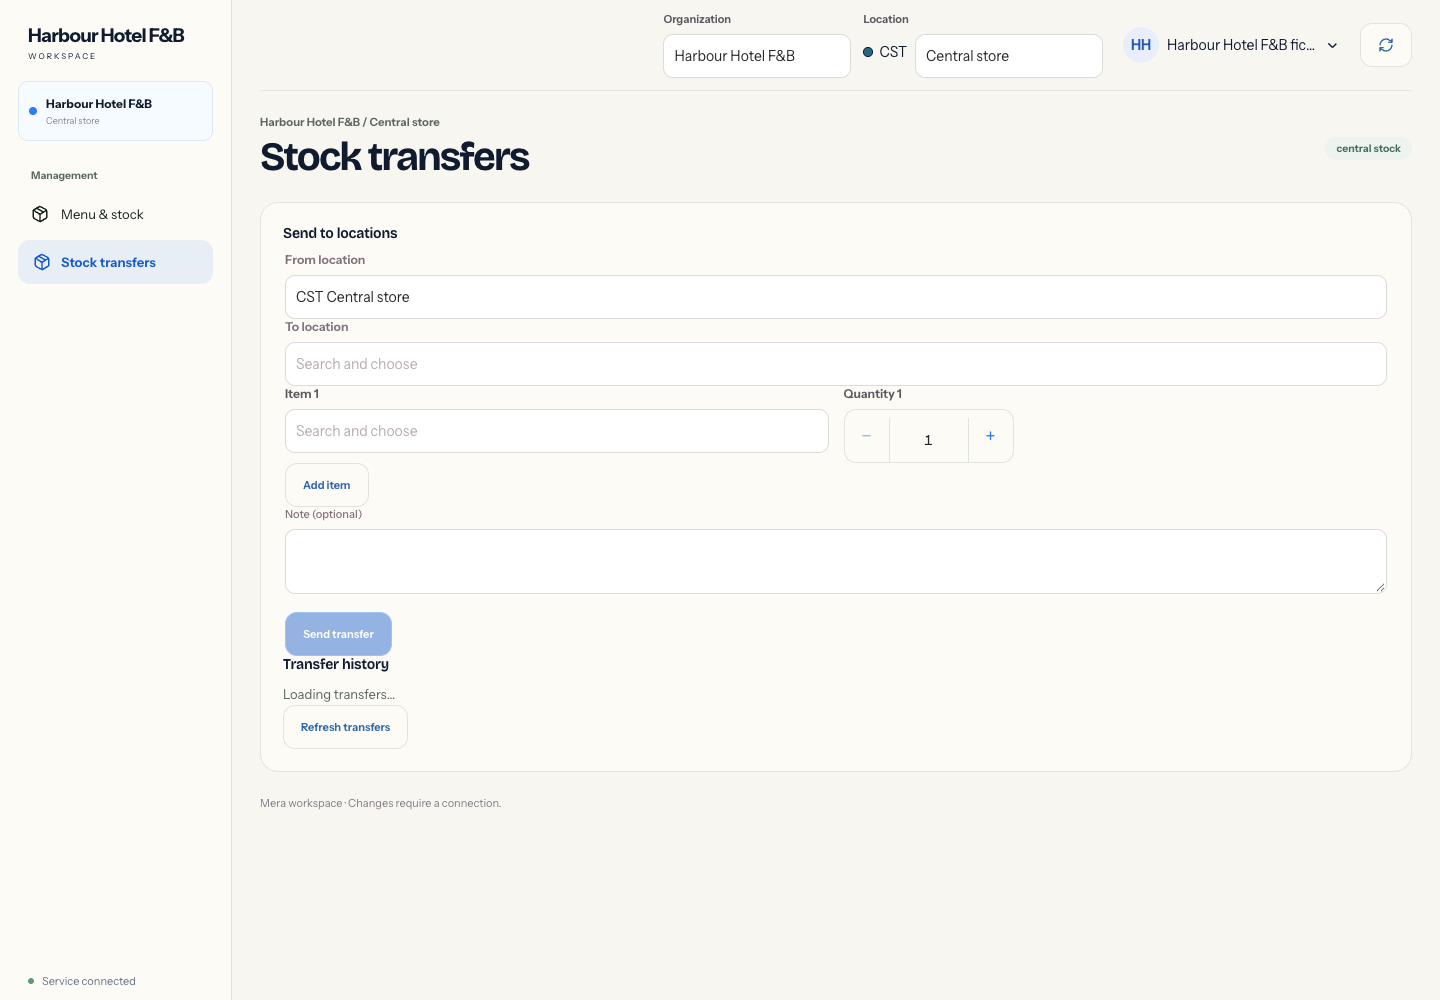 Harbour Hotel F&B
WORKSPACE
Harbour Hotel F&B
Central store
Management
Menu & stock
Stock transfers
Service connected
Organization
Harbour Hotel F&B
Location
CST
Central store
HH
Harbour Hotel F&B fic...
Harbour Hotel F&B / Central store
Stock transfers
central stock
Send to locations
From location
CST Central store
To location
Search and choose
Item 1
Quantity 1
Search and choose
− 1 +
Add item
Note (optional)
Send transfer
Transfer history
Loading transfers...
Refresh transfers
Mera workspace · Changes require a connection.